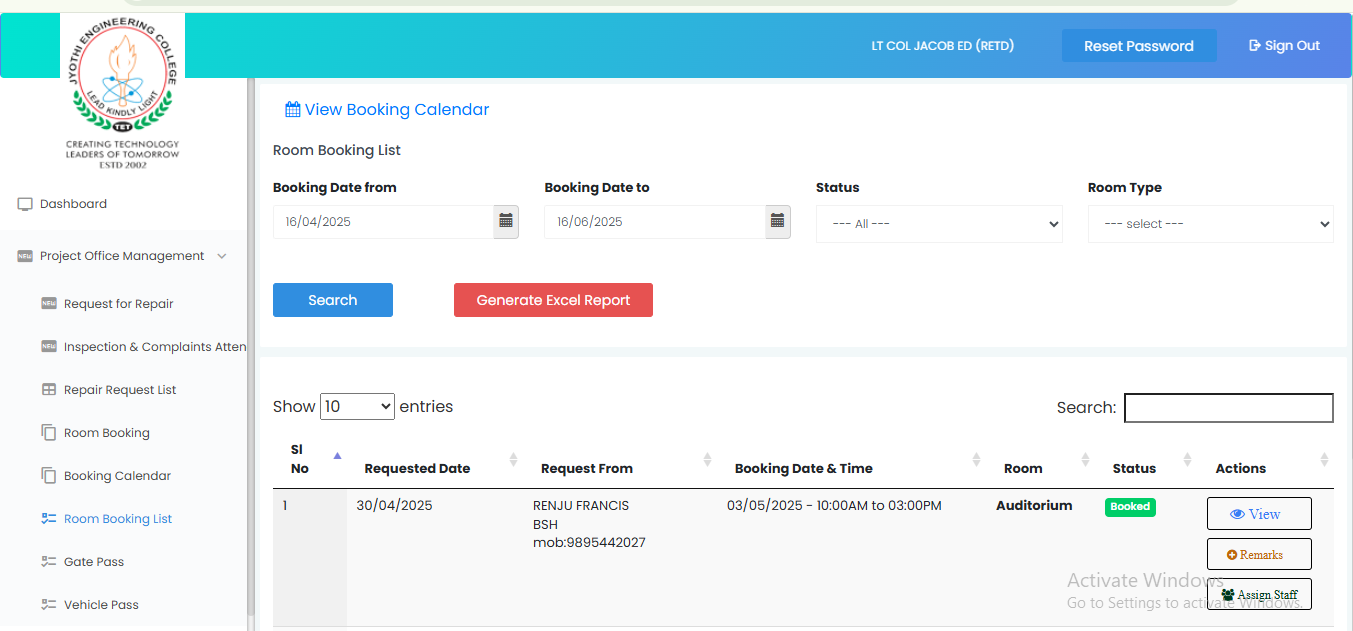 JYOTHI ENGINEERING COLLEGE
LEAD KINDLY LIGHT
TET
CREATING TECHNOLOGY
LEADERS OF TOMORROW
ESTD 2002
LT COL JACOB ED (RETD)
Reset Password
Sign Out
Dashboard
NEW Project Office Management
NEW Request for Repair
NEW Inspection & Complaints Atten
Repair Request List
Room Booking
Booking Calendar
Room Booking List
Gate Pass
Vehicle Pass
View Booking Calendar
Room Booking List
Booking Date from Booking Date to Status Room Type
16/04/2025 16/06/2025 --- All --- --- select ---
Search Generate Excel Report
Show 10 entries Search:
Sl
No Requested Date Request From Booking Date & Time Room Status Actions
1 30/04/2025 RENJU FRANCIS 03/05/2025 - 10:00AM to 03:00PM Auditorium Booked View
BSH
mob:9895442027
Remarks
Assign Staff
Activate Windows
Go to Settings to activate Windows.